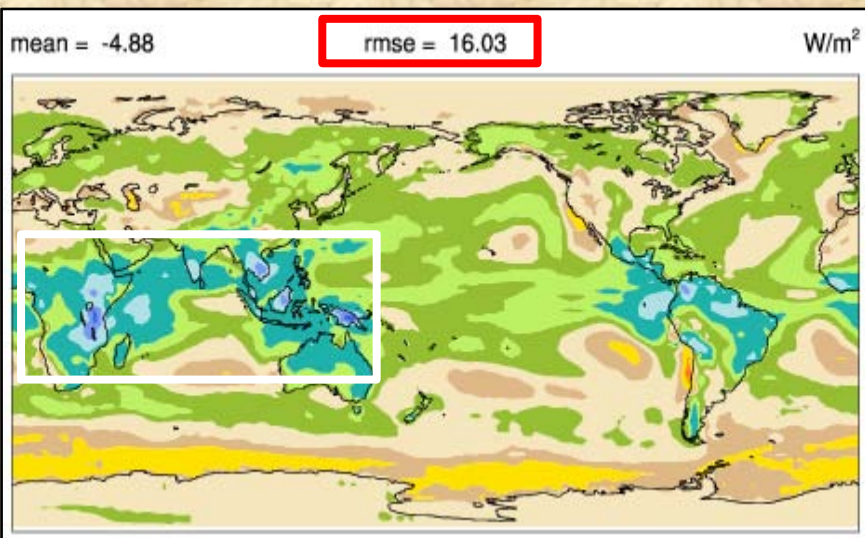 mean = -4.88 rmse = 16.03 W/m²